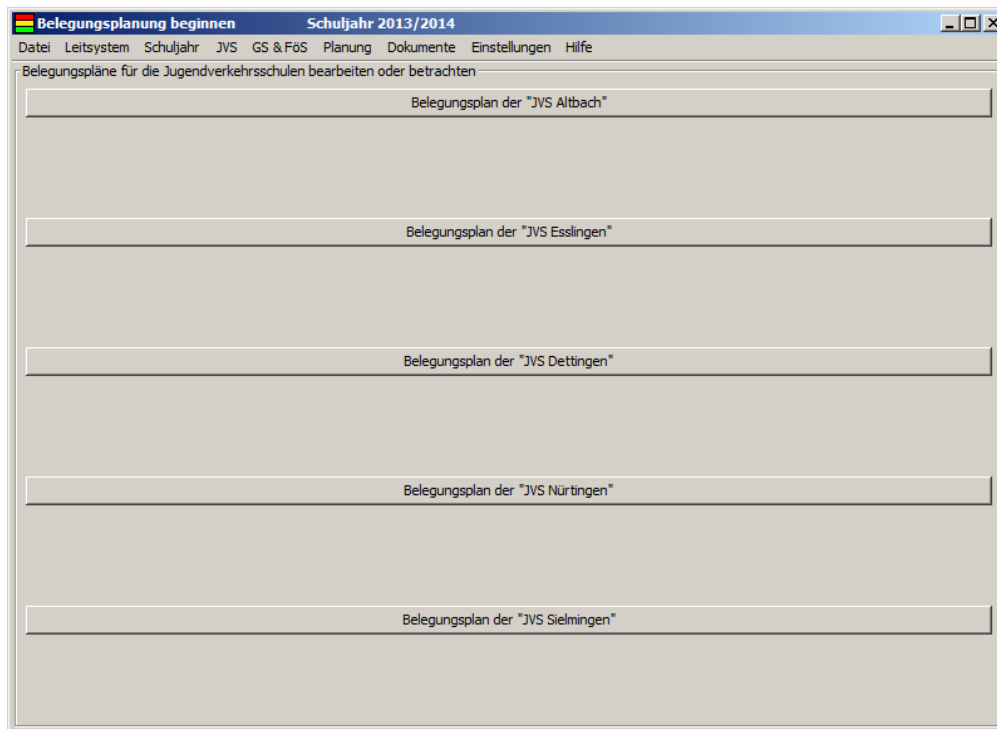 Belegungsplanung beginnen Schuljahr 2013/2014
Datei Leitsystem Schuljahr JVS GS & FöS Planung Dokumente Einstellungen Hilfe
Belegungspläne für die Jugendverkehrsschulen bearbeiten oder betrachten
Belegungsplan der "JVS Altbach"
Belegungsplan der "JVS Esslingen"
Belegungsplan der "JVS Dettingen"
Belegungsplan der "JVS Nürtingen"
Belegungsplan der "JVS Sielmingen"